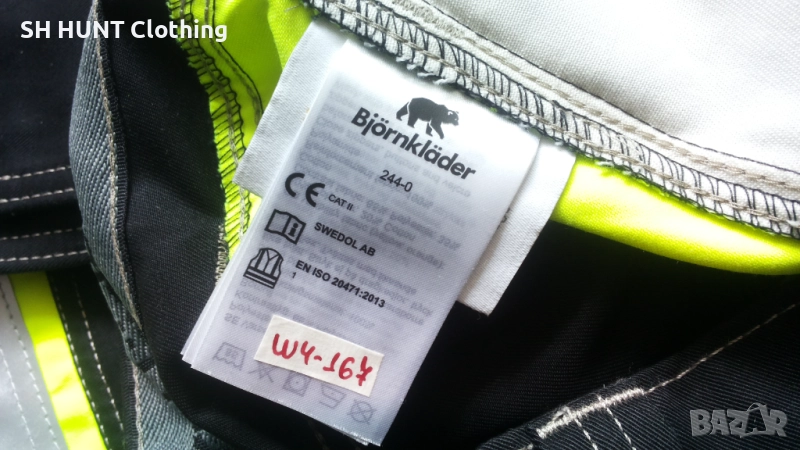 SH HUNT Clothing
Björnkläder
244-0
CE CAT II
SWEDOL AB
EN ISO 20471:2013
1
W4-167
BAZAR